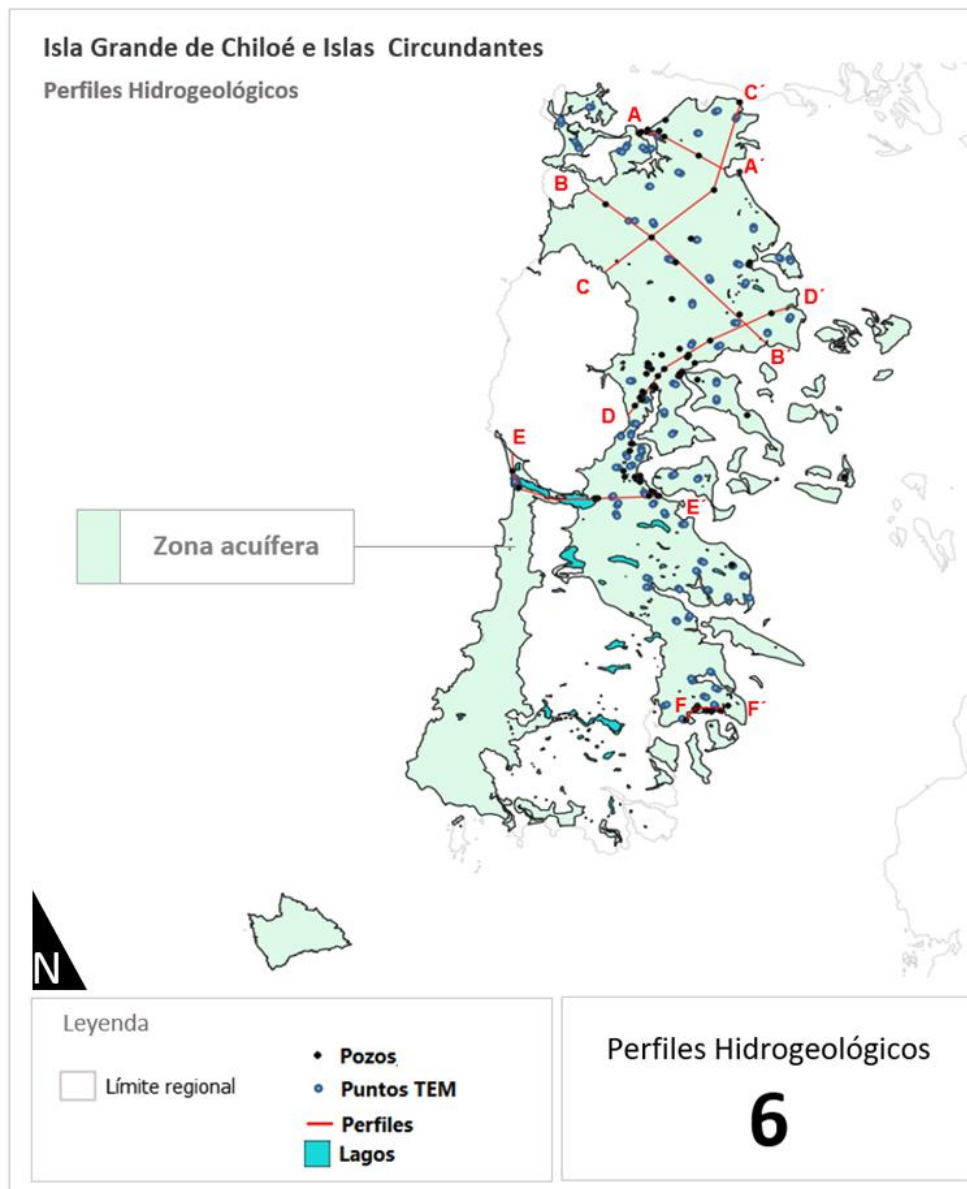 Isla Grande de Chiloé e Islas Circundantes
Perfiles Hidrogeológicos
C´
A
A´
B
C
D´
B´
D
E
E´
Zona acuífera
F
F´
N
Leyenda
Límite regional
Pozos
Puntos TEM
Perfiles
Lagos
Perfiles Hidrogeológicos
6